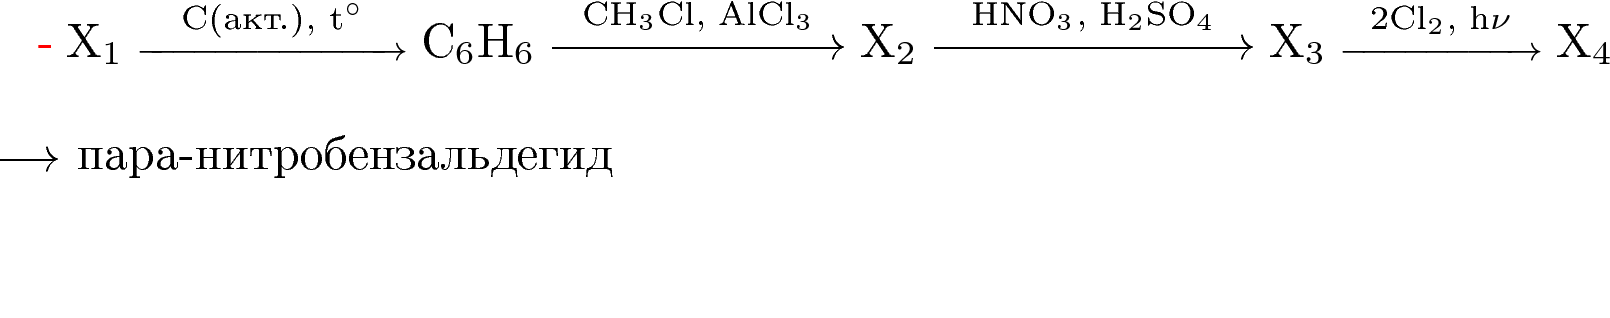 - X₁ C(акт.), t° → C₆H₆ CH₃Cl, AlCl₃ → X₂ HNO₃, H₂SO₄ → X₃ 2Cl₂, hν → X₄
→ пара-нитробензальдегид